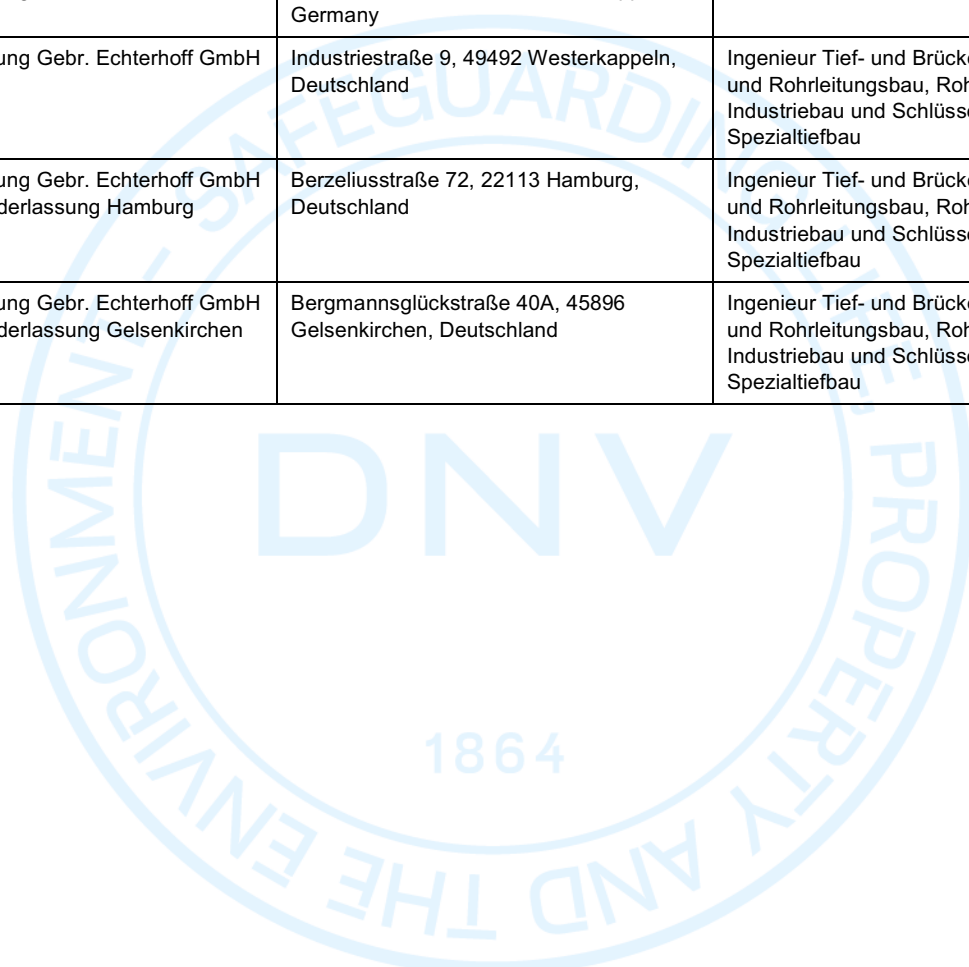 Germany
ung Gebr. Echterhoff GmbH
Industriestraße 9, 49492 Westerkappeln,
Deutschland
Ingenieur Tief- und Brück
und Rohrleitungsbau, Roh
Industriebau und Schlüss
Spezialtiefbau
ung Gebr. Echterhoff GmbH
derlassung Hamburg
Berzeliusstraße 72, 22113 Hamburg,
Deutschland
Ingenieur Tief- und Brück
und Rohrleitungsbau, Roh
Industriebau und Schlüss
Spezialtiefbau
ung Gebr. Echterhoff GmbH
derlassung Gelsenkirchen
Bergmannsglückstraße 40A, 45896
Gelsenkirchen, Deutschland
Ingenieur Tief- und Brück
und Rohrleitungsbau, Roh
Industriebau und Schlüss
Spezialtiefbau
SAFEGUARDING LIFE, PROPERTY AND THE ENVIRONMENT
DNV
1864